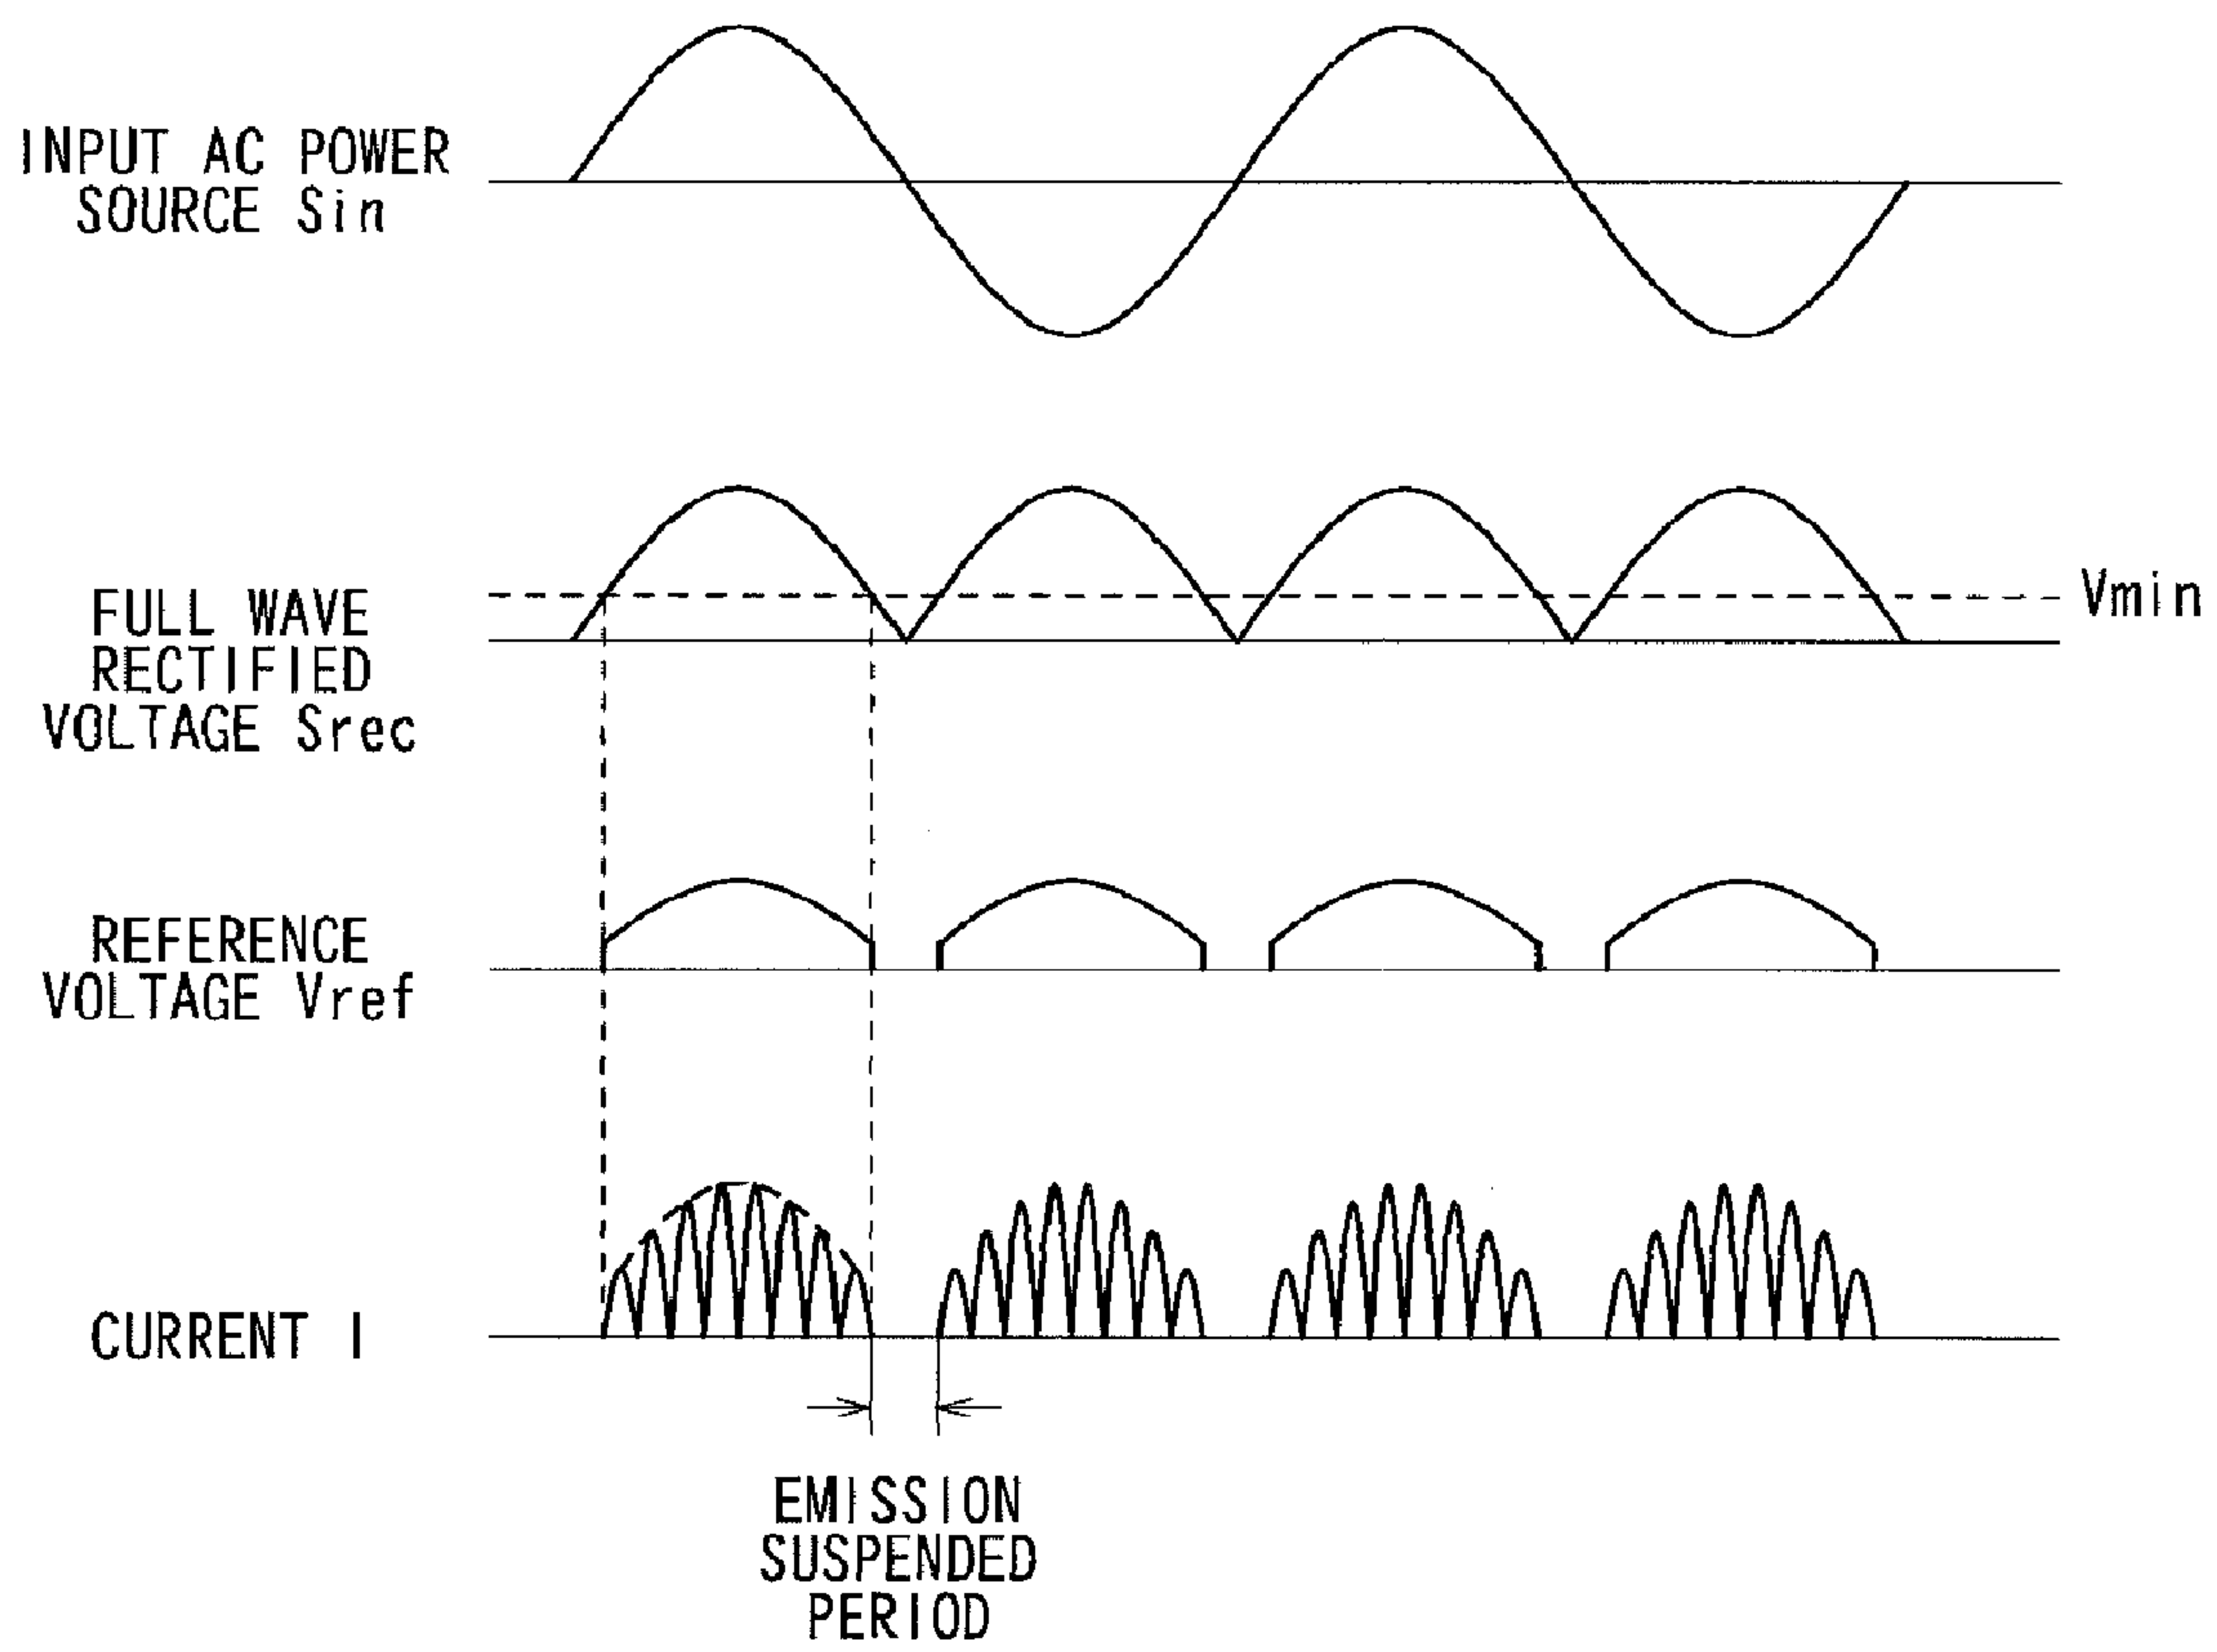 INPUT AC POWER
SOURCE Sin
FULL WAVE
RECTIFIED
VOLTAGE Srec
Vmin
REFERENCE
VOLTAGE Vref
CURRENT I
EMISSION
SUSPENDED
PERIOD